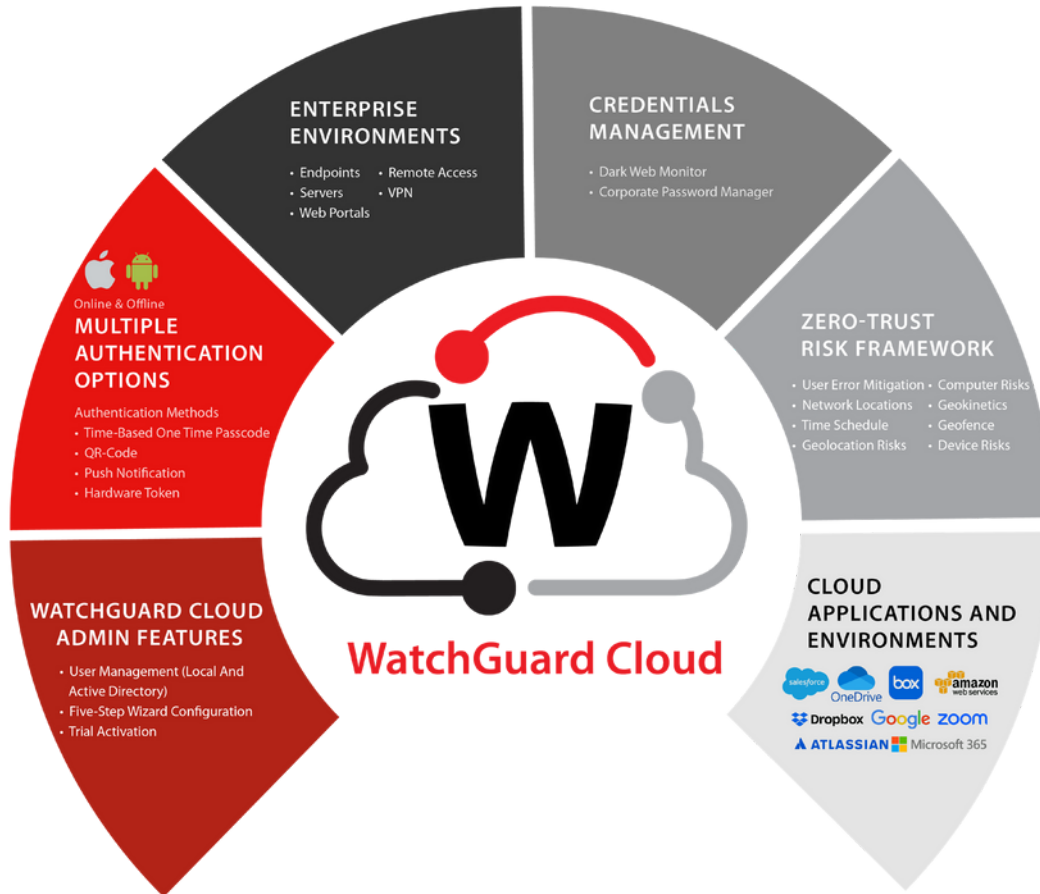 ENTERPRISE
ENVIRONMENTS
• Endpoints
• Servers
• Web Portals
• Remote Access
• VPN
CREDENTIALS
MANAGEMENT
• Dark Web Monitor
• Corporate Password Manager
Online & Offline
MULTIPLE
AUTHENTICATION
OPTIONS
Authentication Methods
• Time-Based One Time Passcode
• QR-Code
• Push Notification
• Hardware Token
ZERO-TRUST
RISK FRAMEWORK
• User Error Mitigation
• Network Locations
• Time Schedule
• Geolocation Risks
• Computer Risks
• Geokinetics
• Geofence
• Device Risks
WATCHGUARD CLOUD
ADMIN FEATURES
• User Management (Local And
Active Directory)
• Five-Step Wizard Configuration
• Trial Activation
W
WatchGuard Cloud
CLOUD
APPLICATIONS AND
ENVIRONMENTS
salesforce
OneDrive
box
amazon
web services
Dropbox
Google
zoom
ATLASSIAN
Microsoft 365